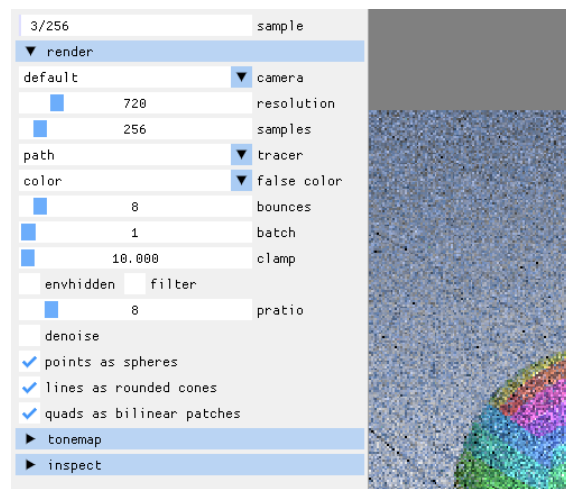 3/256 sample
render
default camera
720 resolution
256 samples
path tracer
color false color
8 bounces
1 batch
10.000 clamp
envhidden filter
8 pratio
denoise
points as spheres
lines as rounded cones
quads as bilinear patches
tonemap
inspect